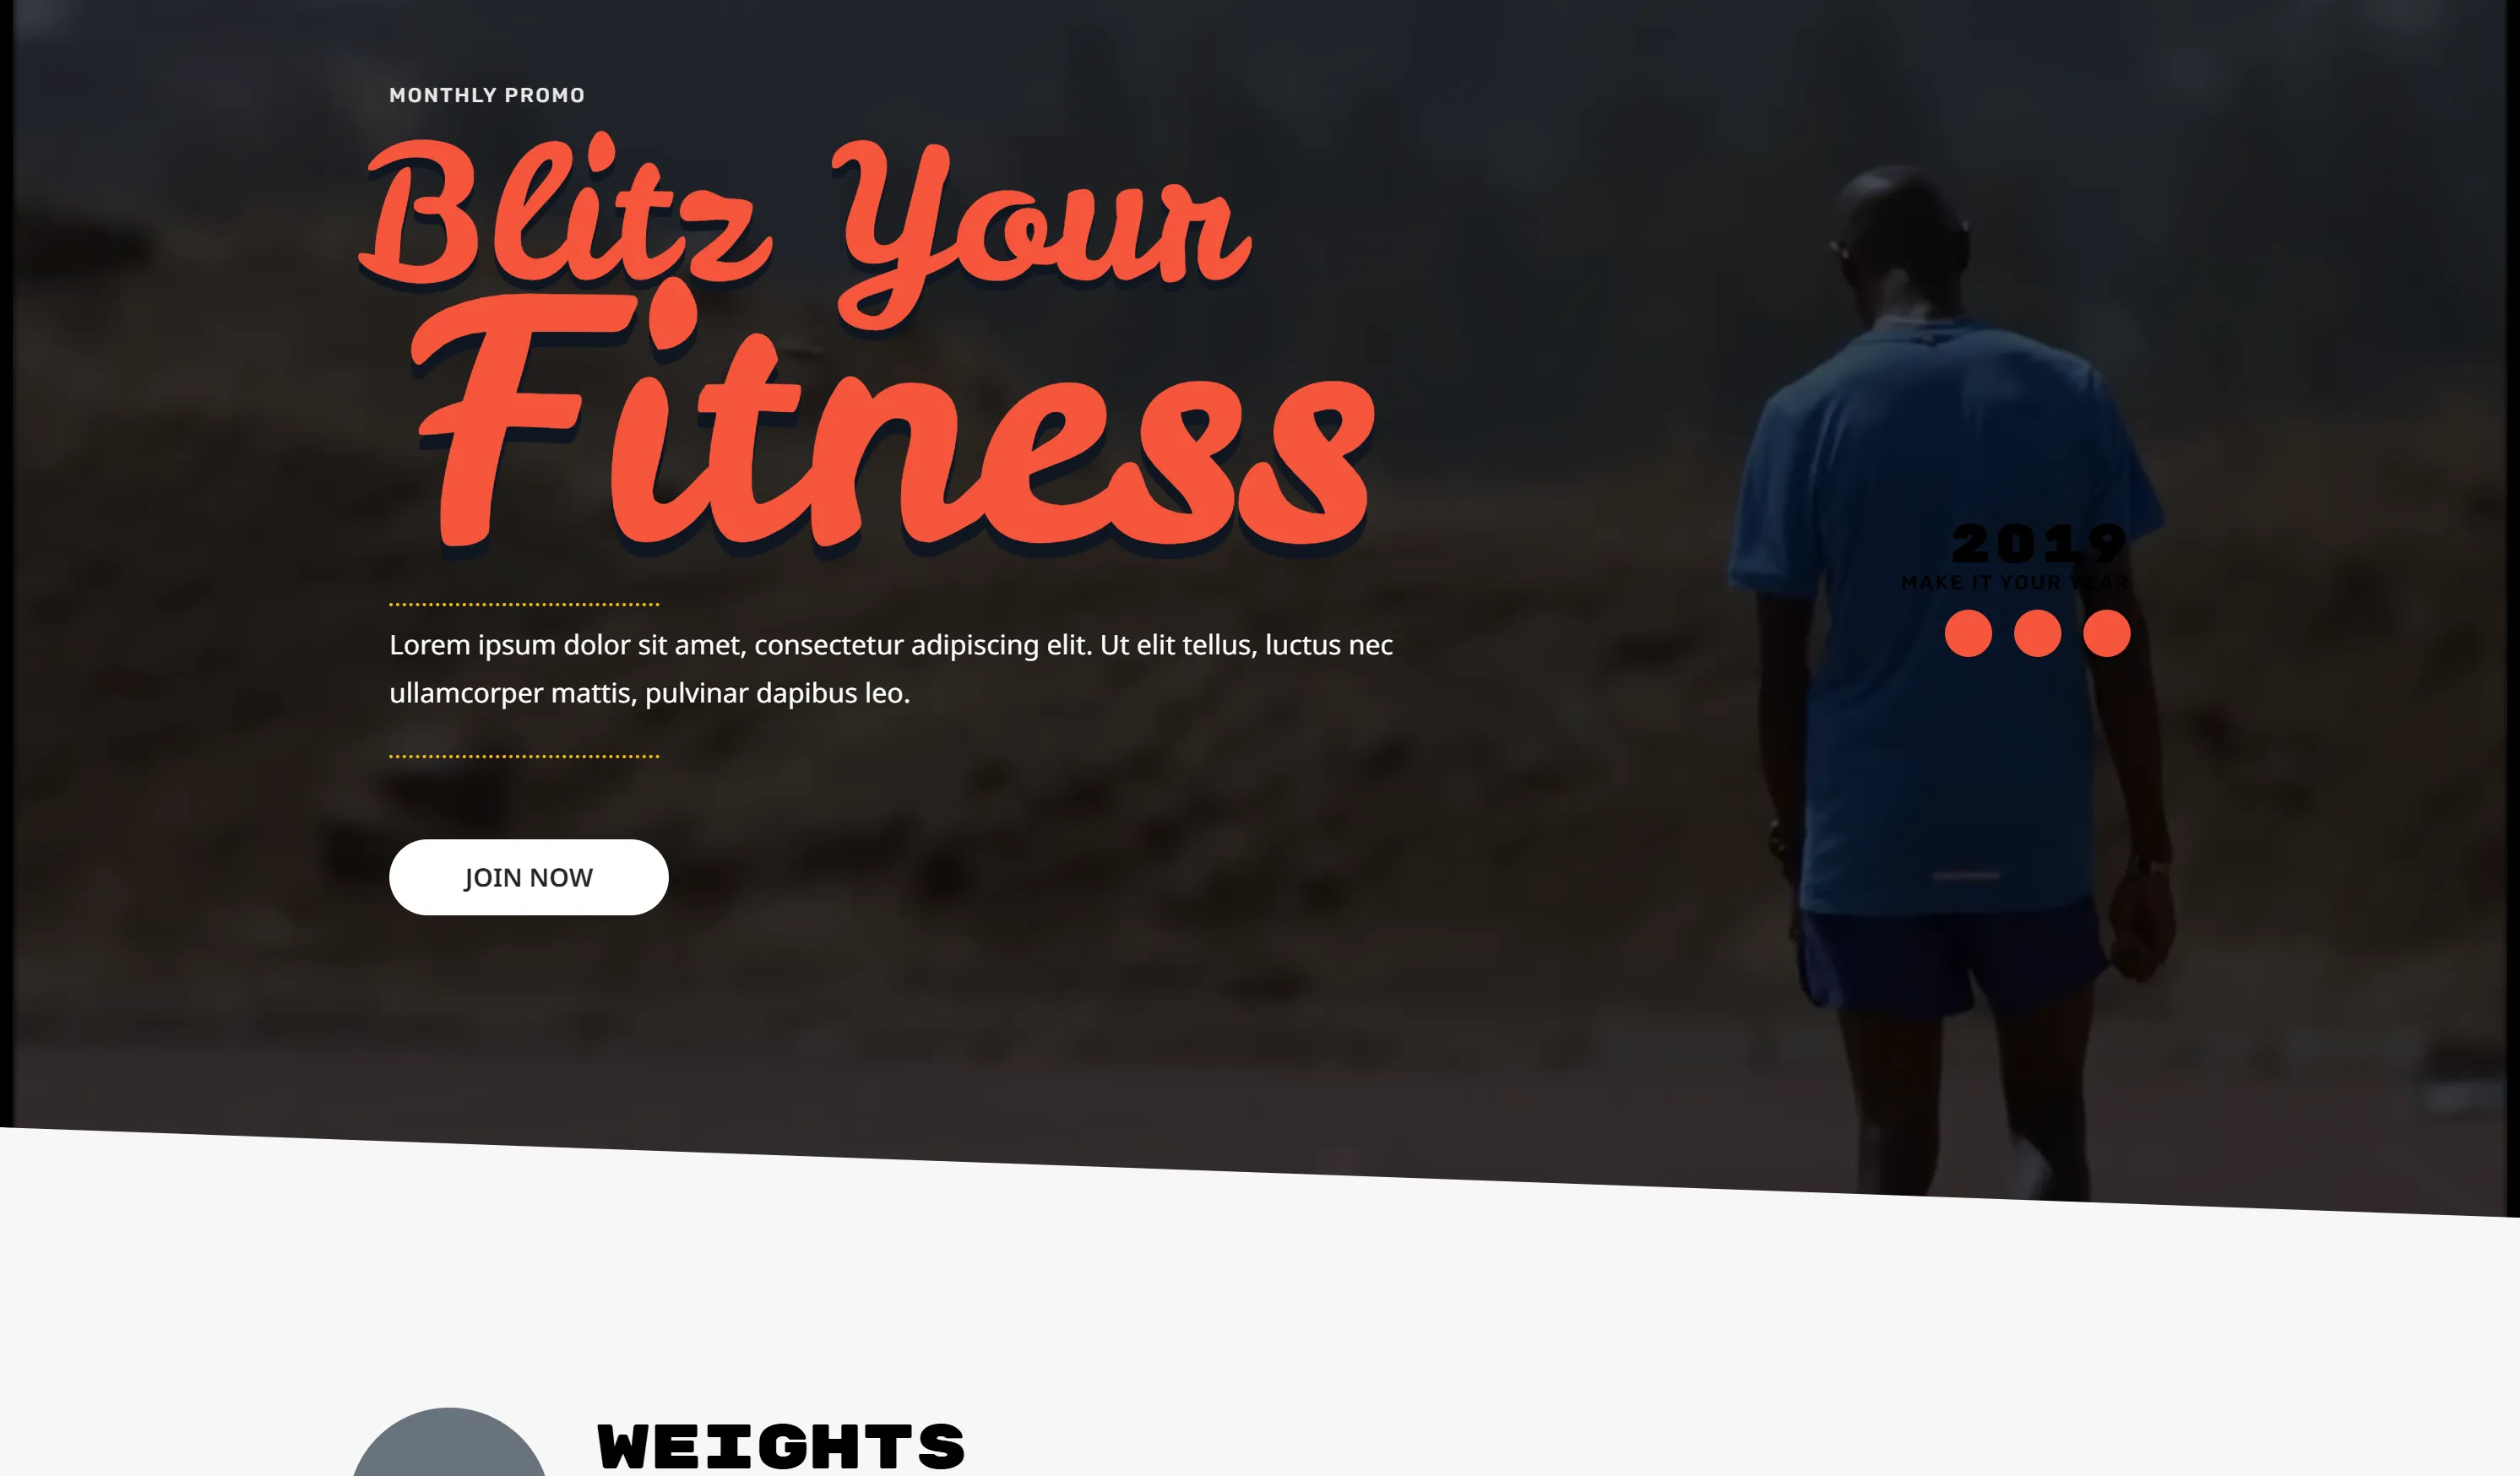 MONTHLY PROMO
Blitz Your
Fitness
Lorem ipsum dolor sit amet, consectetur adipiscing elit. Ut elit tellus, luctus nec
ullamcorper mattis, pulvinar dapibus leo.
JOIN NOW
2019
MAKE IT YOUR YEAR
WEIGHTS